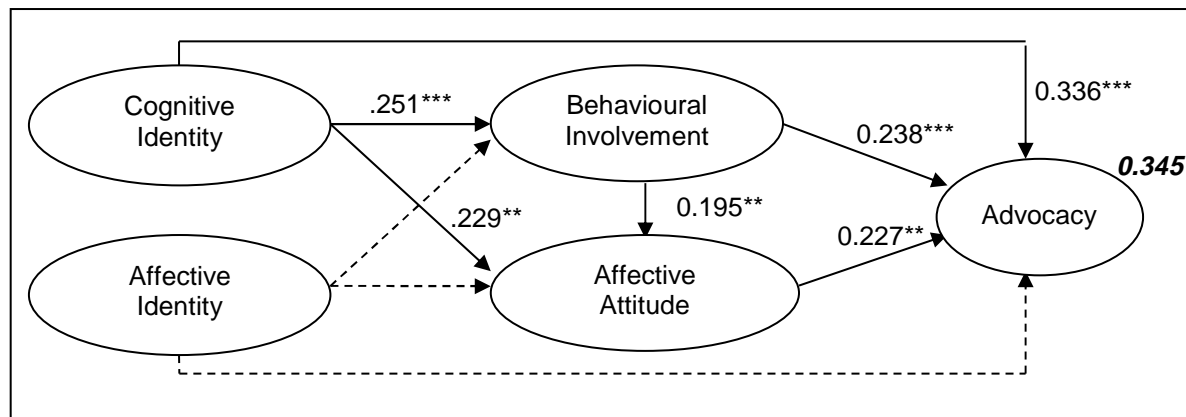 Cognitive
Identity
.251***
Behavioural
Involvement
0.336***
0.238***
0.345
.229**
0.195**
Advocacy
0.227**
Affective
Identity
Affective
Attitude